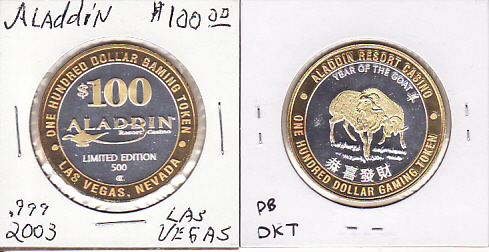 ALADDIN $100.00
ONE HUNDRED DOLLAR GAMING TOKEN
$100
ALADDIN
Resort Casino
LIMITED EDITION
500
LAS VEGAS, NEVADA
.999
2003
LAS
VEGAS
ALADDIN RESORT CASINO
YEAR OF THE GOAT 羊
恭喜發財
ONE HUNDRED DOLLAR GAMING TOKEN
PB
DKT